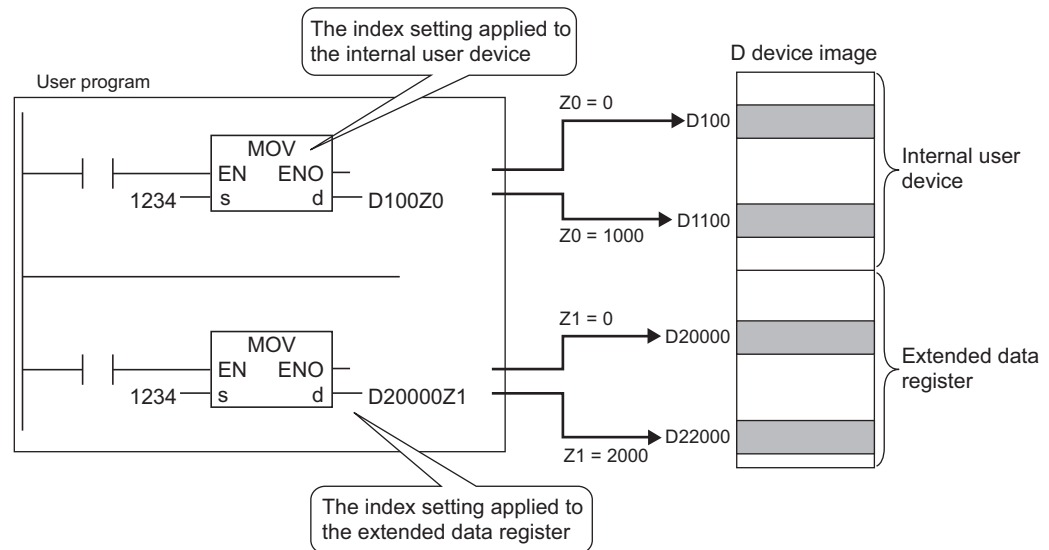 The index setting applied to
the internal user device
User program
D device image
MOV
EN ENO
1234 s d D100Z0
Z0 = 0
D100
Z0 = 1000
D1100
Internal user
device
MOV
EN ENO
1234 s d D20000Z1
Z1 = 0
D20000
Z1 = 2000
D22000
Extended data
register
The index setting applied to
the extended data register